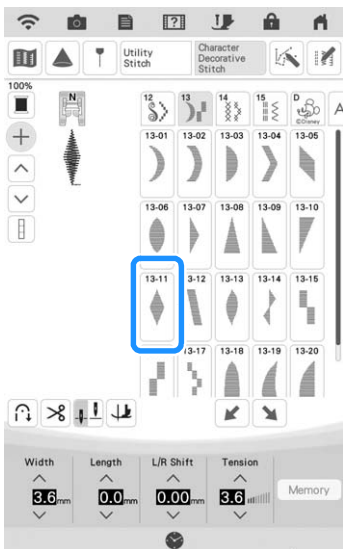 ?
Utility
Stitch
Character
Decorative
Stitch
100%
N
12
13
14
15
D
©Disney
A
13-01 13-02 13-03 13-04 13-05
13-06 13-07 13-08 13-09 13-10
13-11 3-12 13-13 13-14 13-15
13-17 13-18 13-19 13-20
Width Length L/R Shift Tension
3.6mm 0.0mm 0.00mm 3.6
Memory